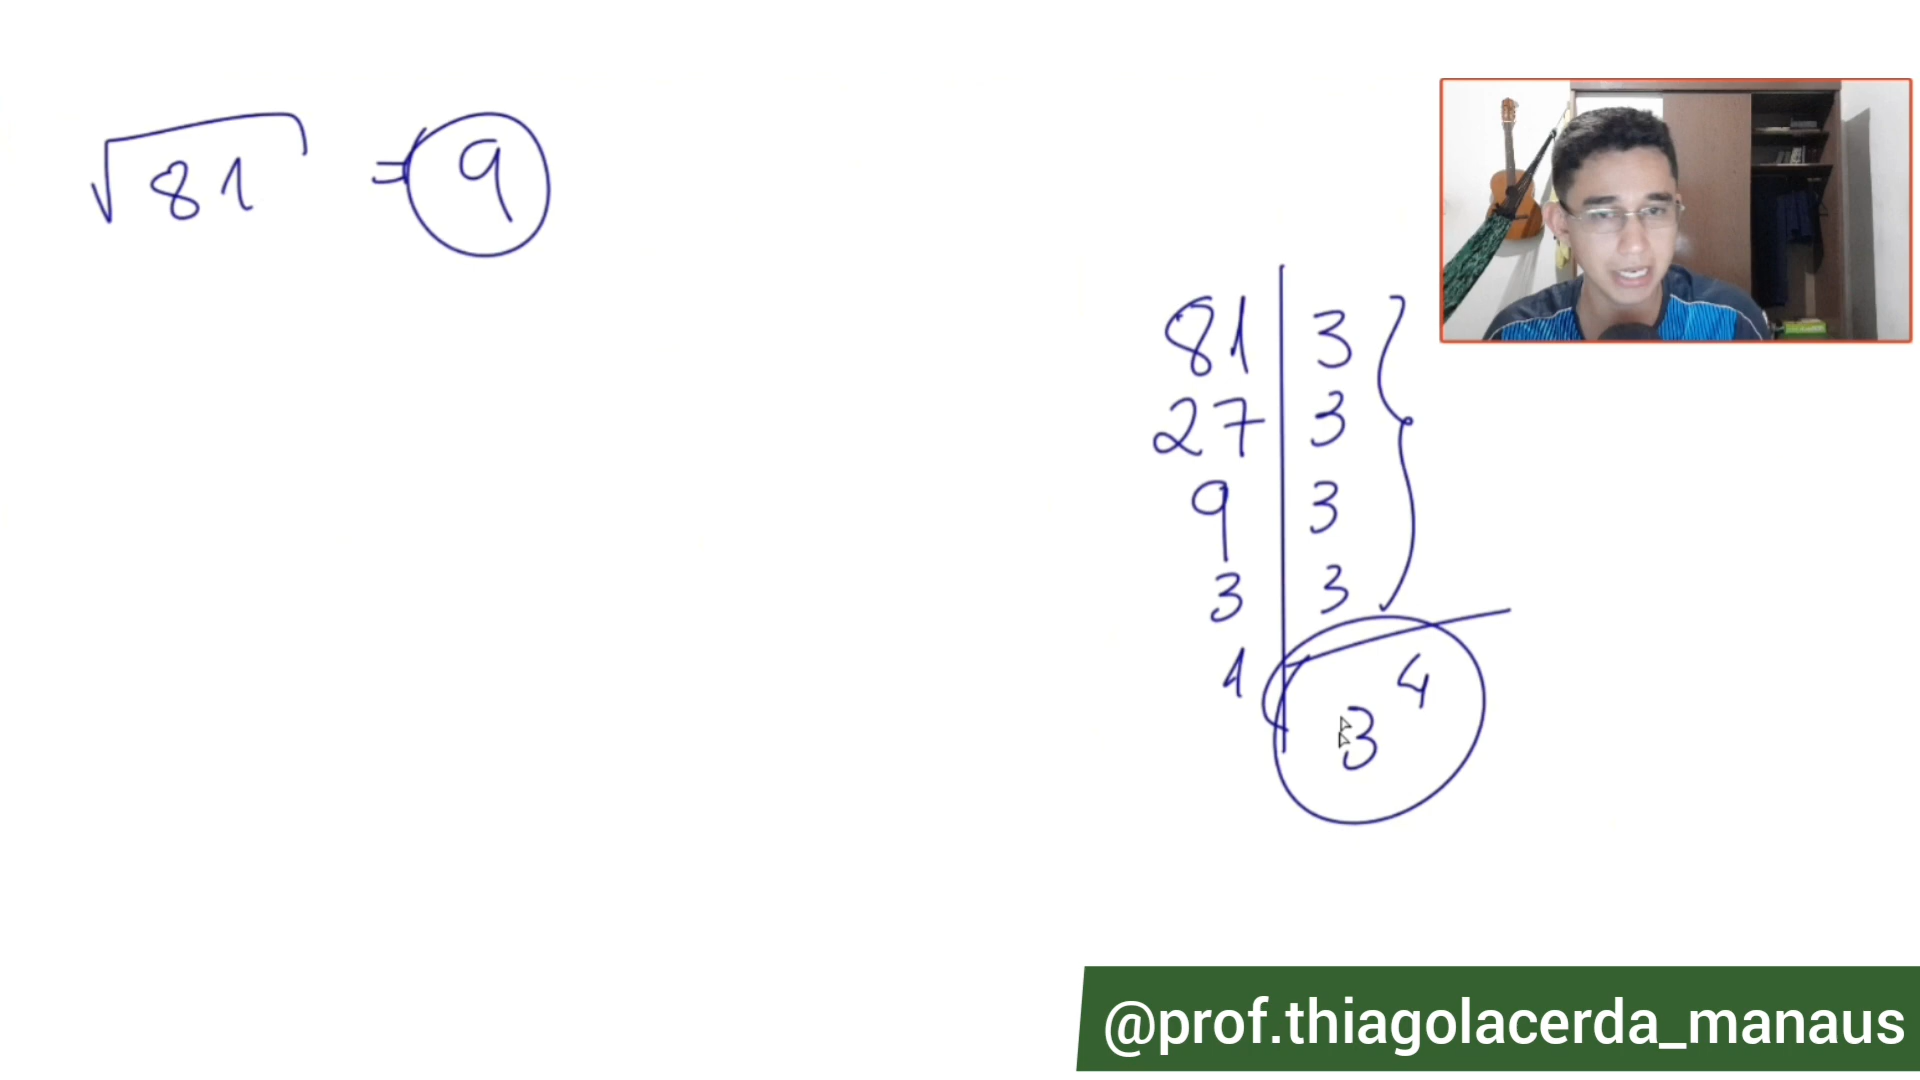 √81 = 9
81 | 3
27 | 3
9 | 3
3 | 3
1
3⁴
@prof.thiagolacerda_manaus